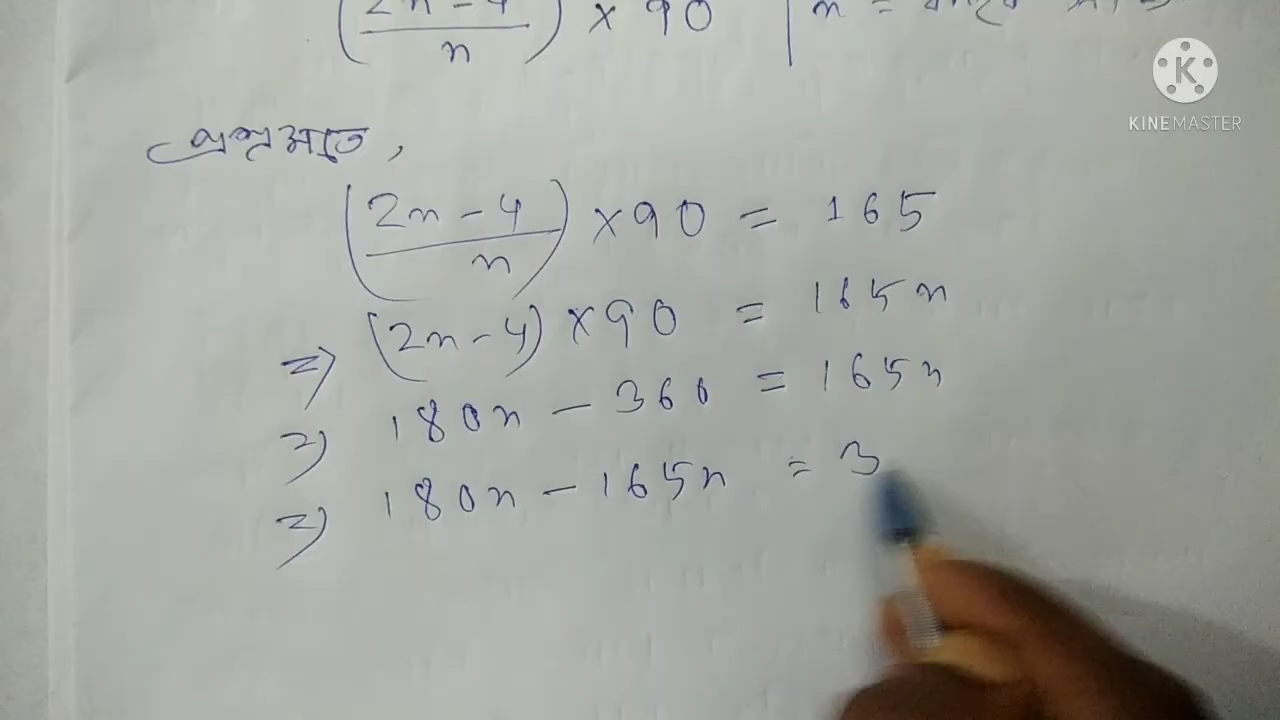 (2n-4/n) × 90 | n =
K
KINEMASTER
প্রশ্নমতে,
(2n-4/n) × 90 = 165
⇒ (2n-4) × 90 = 165n
⇒ 180n - 360 = 165n
⇒ 180n - 165n = 3